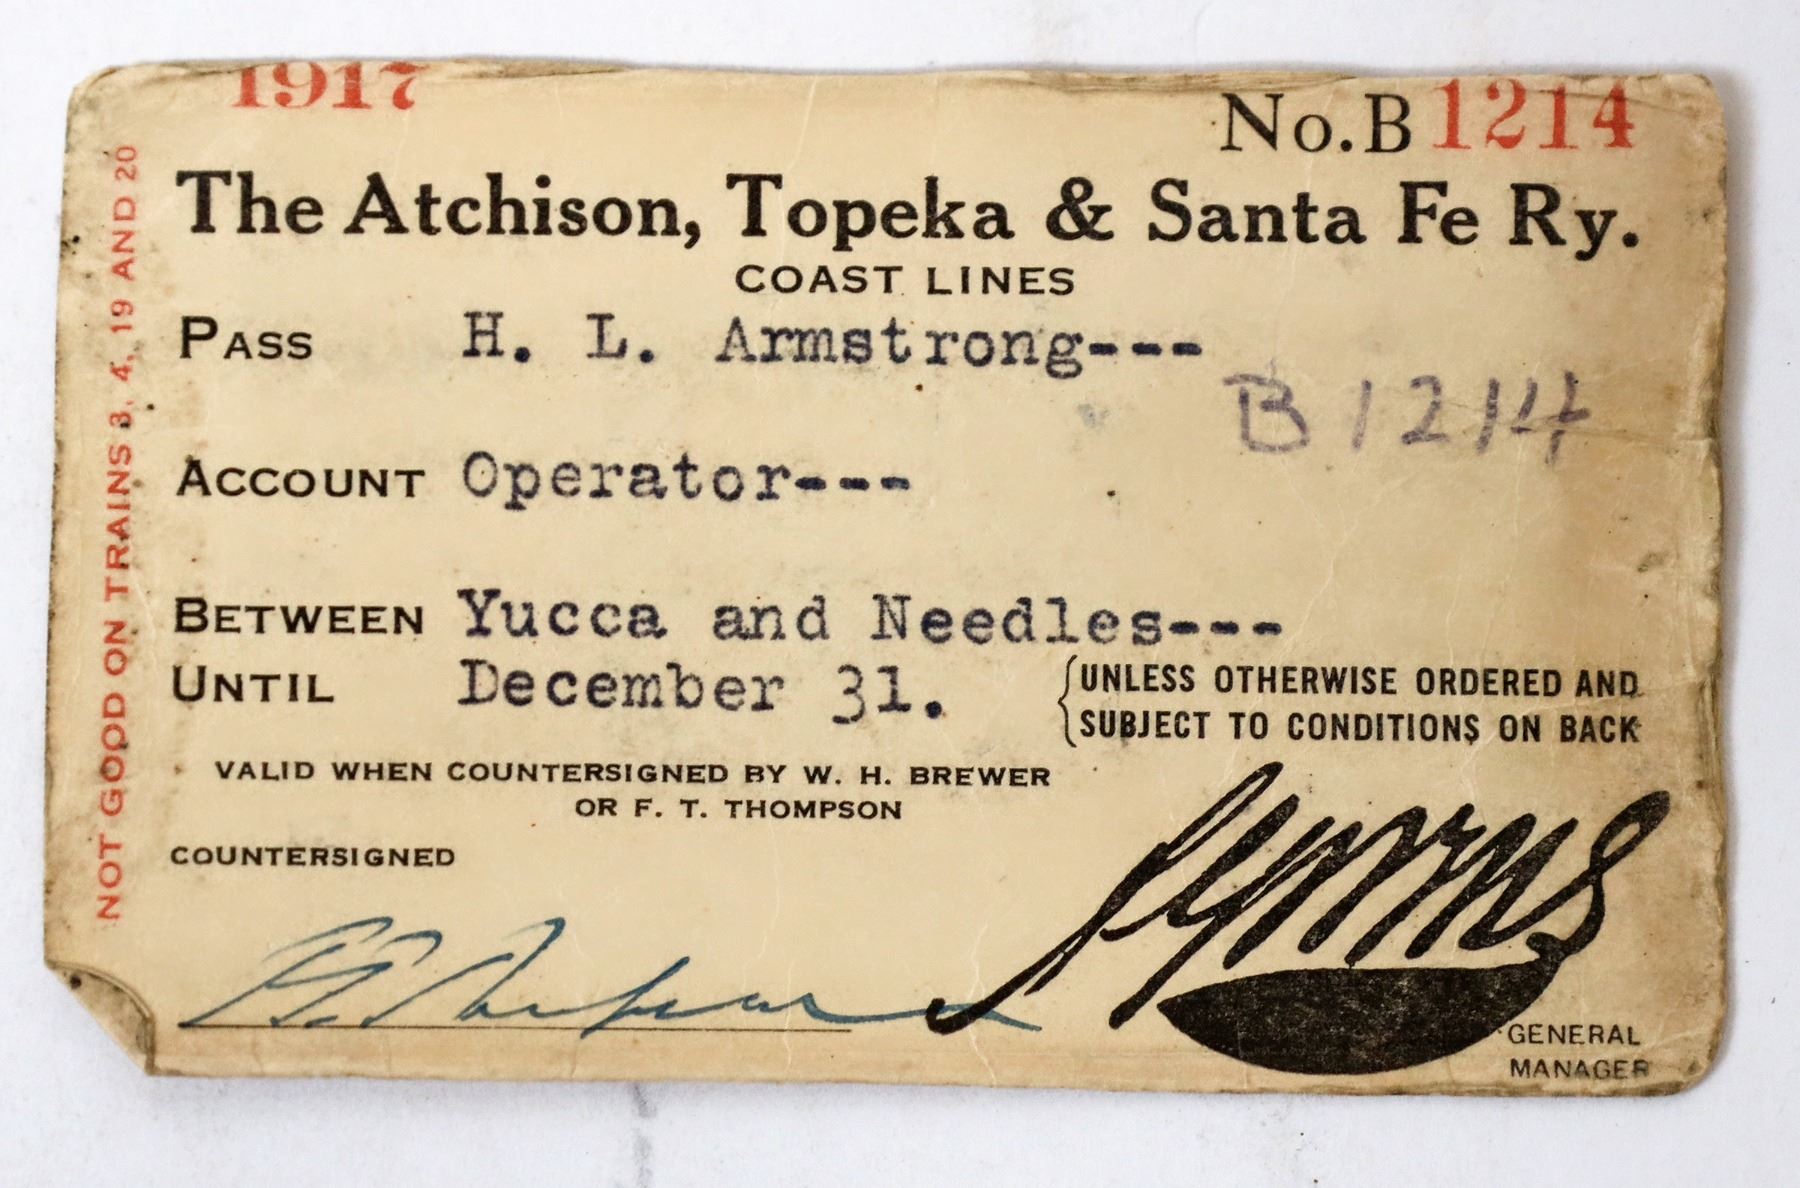 1917
No. B 1214
The Atchison, Topeka & Santa Fe Ry.
COAST LINES
PASS H. L. Armstrong---
B 1214
ACCOUNT Operator---
BETWEEN Yucca and Needles---
UNTIL December 31.
UNLESS OTHERWISE ORDERED AND
SUBJECT TO CONDITIONS ON BACK
VALID WHEN COUNTERSIGNED BY W. H. BREWER
OR F. T. THOMPSON
COUNTERSIGNED
GENERAL
MANAGER
NOT GOOD ON TRAINS 3, 4, 19 AND 20